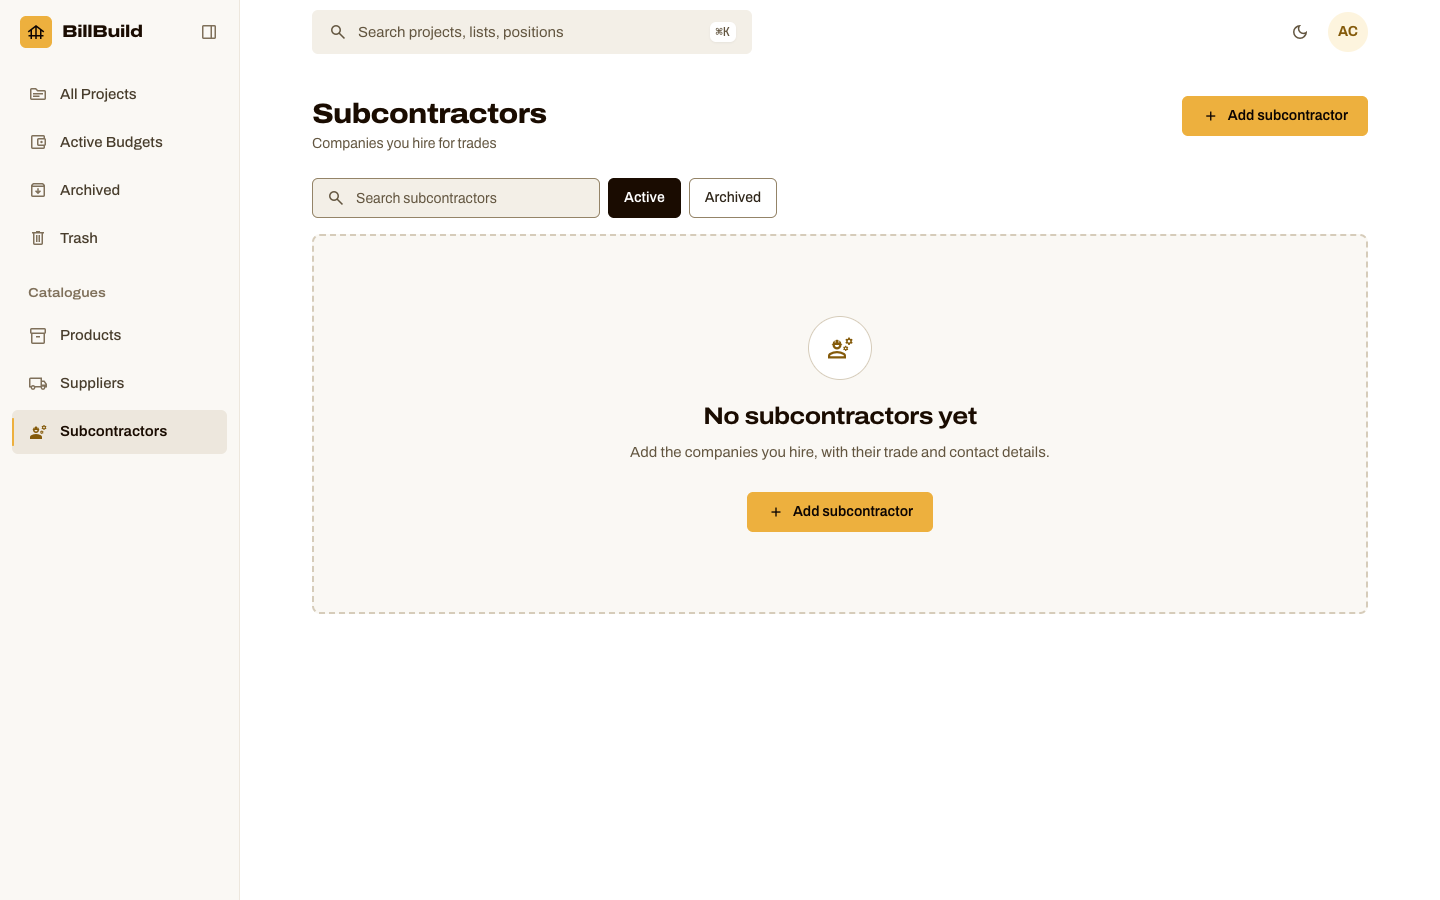 BillBuild
Search projects, lists, positions
⌘K
AC
All Projects
Active Budgets
Archived
Trash
Catalogues
Products
Suppliers
Subcontractors
Subcontractors
Companies you hire for trades
Add subcontractor
Search subcontractors
Active
Archived
No subcontractors yet
Add the companies you hire, with their trade and contact details.
Add subcontractor